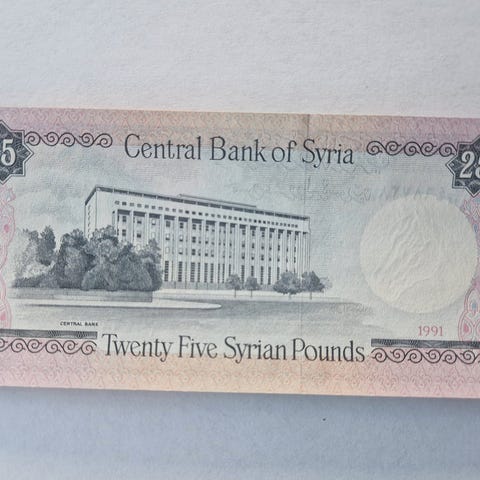 Central Bank of Syria
CENTRAL BANK
Twenty Five Syrian Pounds
1991